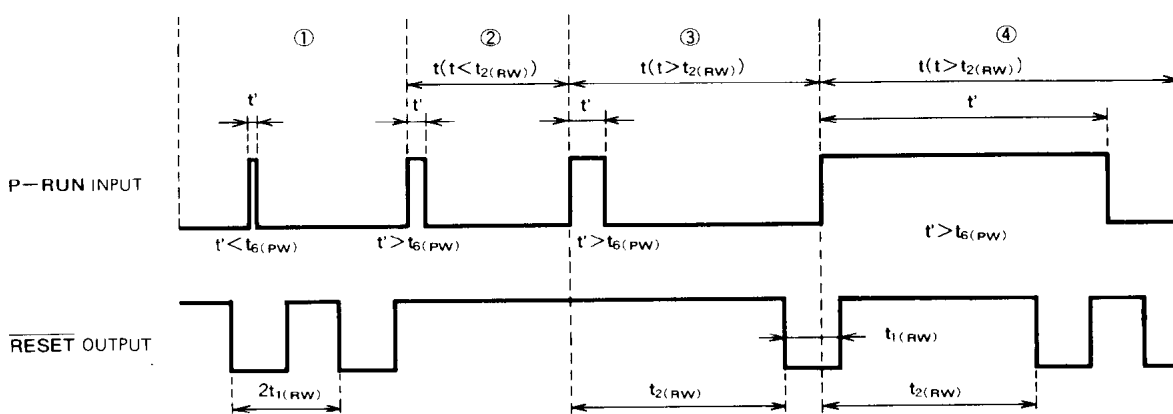 ① ② ③ ④
t(t<t2(RW)) t(t>t2(RW)) t(t>t2(RW))
t' t' t' t'
P-RUN INPUT
t'<t6(PW) t'>t6(PW) t'>t6(PW) t'>t6(PW)
RESET OUTPUT
t1(RW)
2t1(RW) t2(RW) t2(RW)